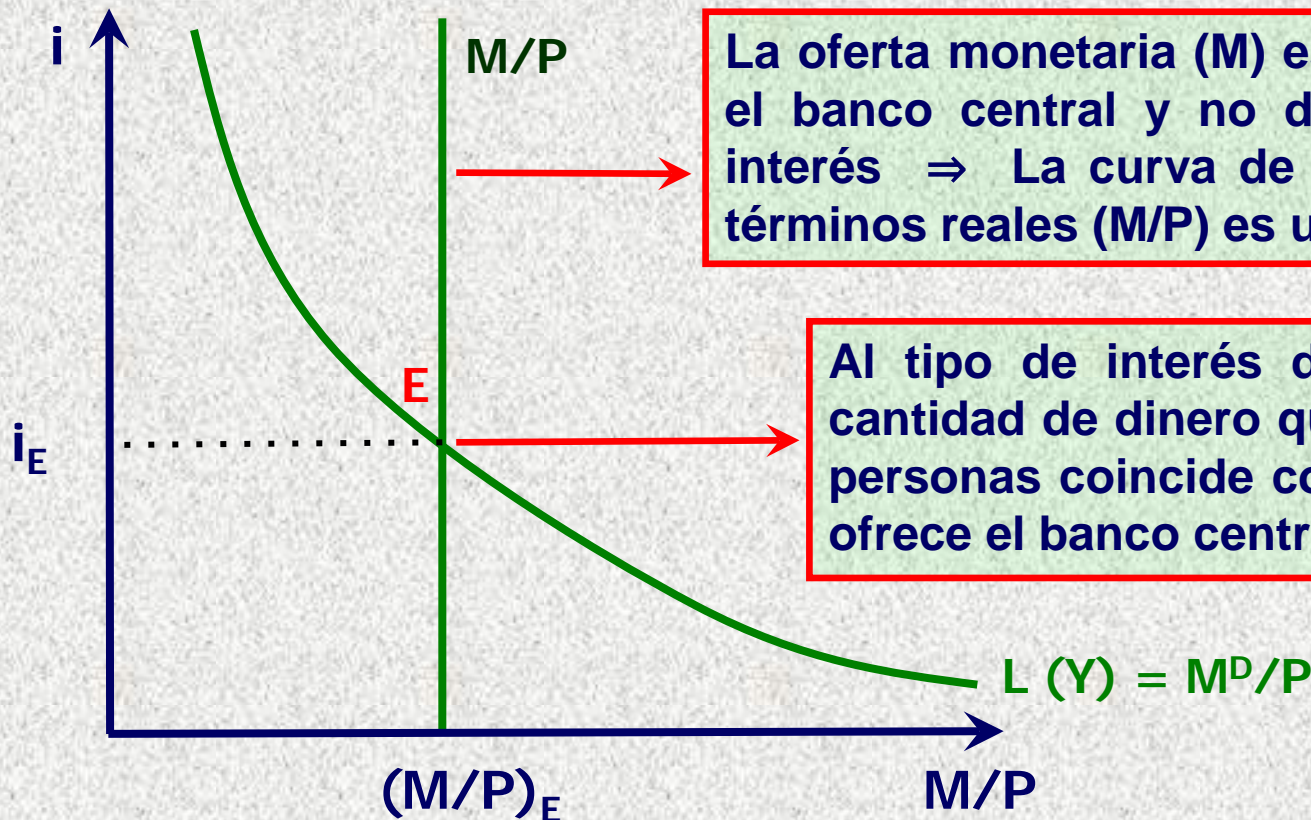 i
M/P
La oferta monetaria (M) e
el banco central y no d
interés ⇒ La curva de
términos reales (M/P) es u
E
Al tipo de interés d
cantidad de dinero qu
personas coincide co
ofrece el banco centr
iE
L (Y) = Mᴰ/P
(M/P)E
M/P